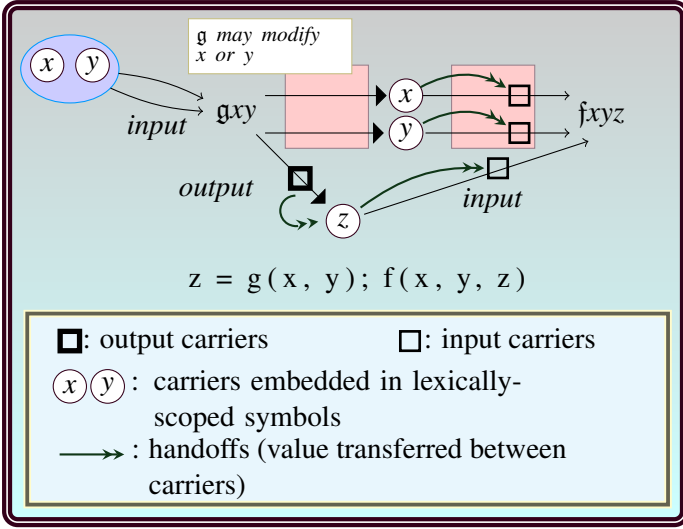 𝔤 may modify
x or y
x y
input
𝔤xy
x
y
𝔣xyz
output
z
input
z = g(x, y); f(x, y, z)
: output carriers
: input carriers
x y : carriers embedded in lexically-
scoped symbols
: handoffs (value transferred between
carriers)